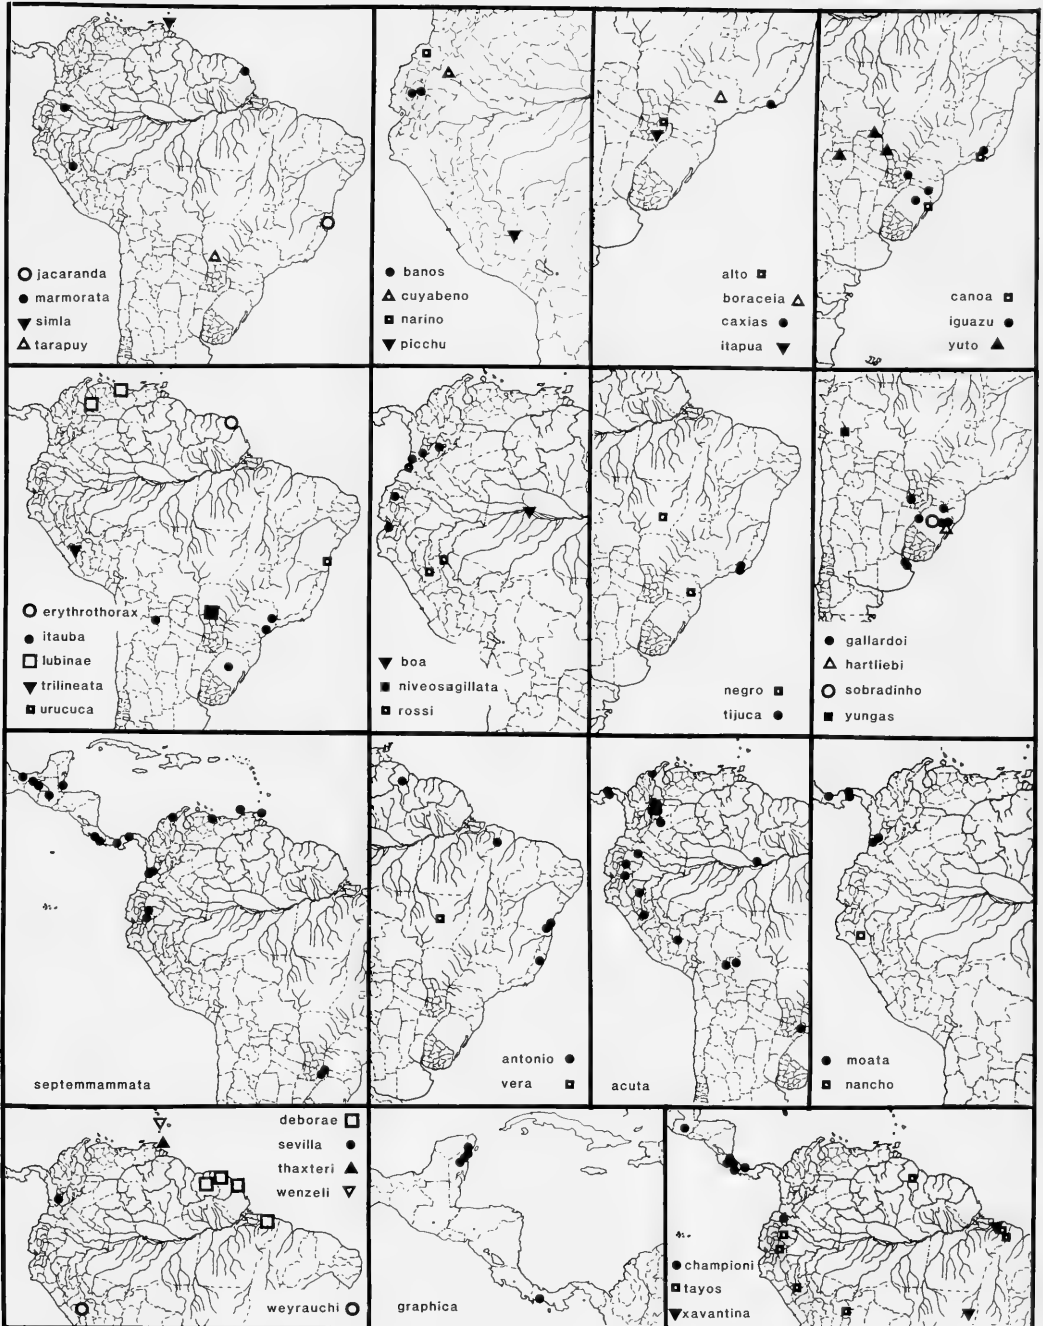 jacaranda
marmorata
simla
tarapuy
banos
cuyabeno
narino
picchu
alto
boraceia
caxias
itapua
canoa
iguazu
yuto
erythrothorax
itauba
lubinae
trilineata
urucuca
boa
niveosigillata
rossi
negro
tijuca
gallardoi
hartliebi
sobradinho
yungas
septemmammata
antonio
vera
acuta
moata
nancho
deborae
sevilla
thaxteri
wenzeli
weyrauchi
graphica
championi
tayos
xavantina